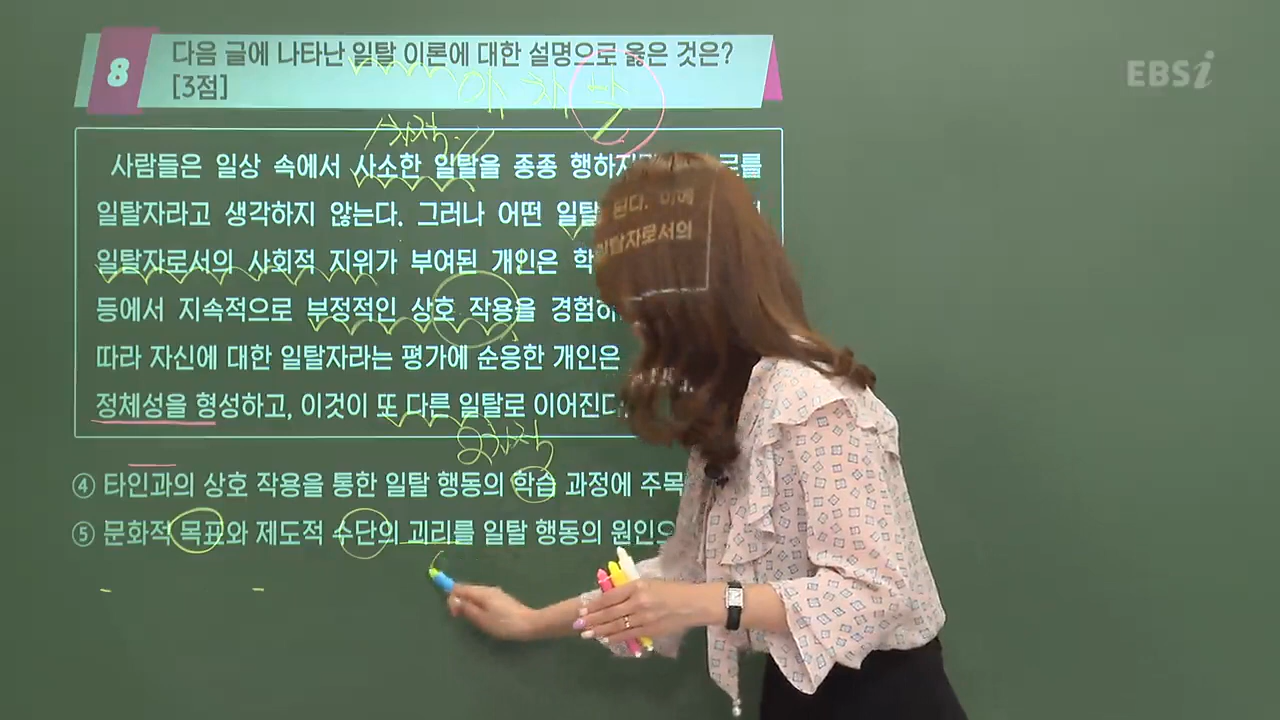 8
다음 글에 나타난 일탈 이론에 대한 설명으로 옳은 것은?
[3점]
EBSi
사람들은 일상 속에서 사소한 일탈을 종종 행하지
일탈자라고 생각하지 않는다. 그러나 어떤 일탈 된다. 이에
일탈자로서의 사회적 지위가 부여된 개인은 학 일탈자로서의
등에서 지속적으로 부정적인 상호 작용을 경험하
따라 자신에 대한 일탈자라는 평가에 순응한 개인은
정체성을 형성하고, 이것이 또 다른 일탈로 이어진다
④ 타인과의 상호 작용을 통한 일탈 행동의 학습 과정에 주목
⑤ 문화적 목표와 제도적 수단의 괴리를 일탈 행동의 원인으